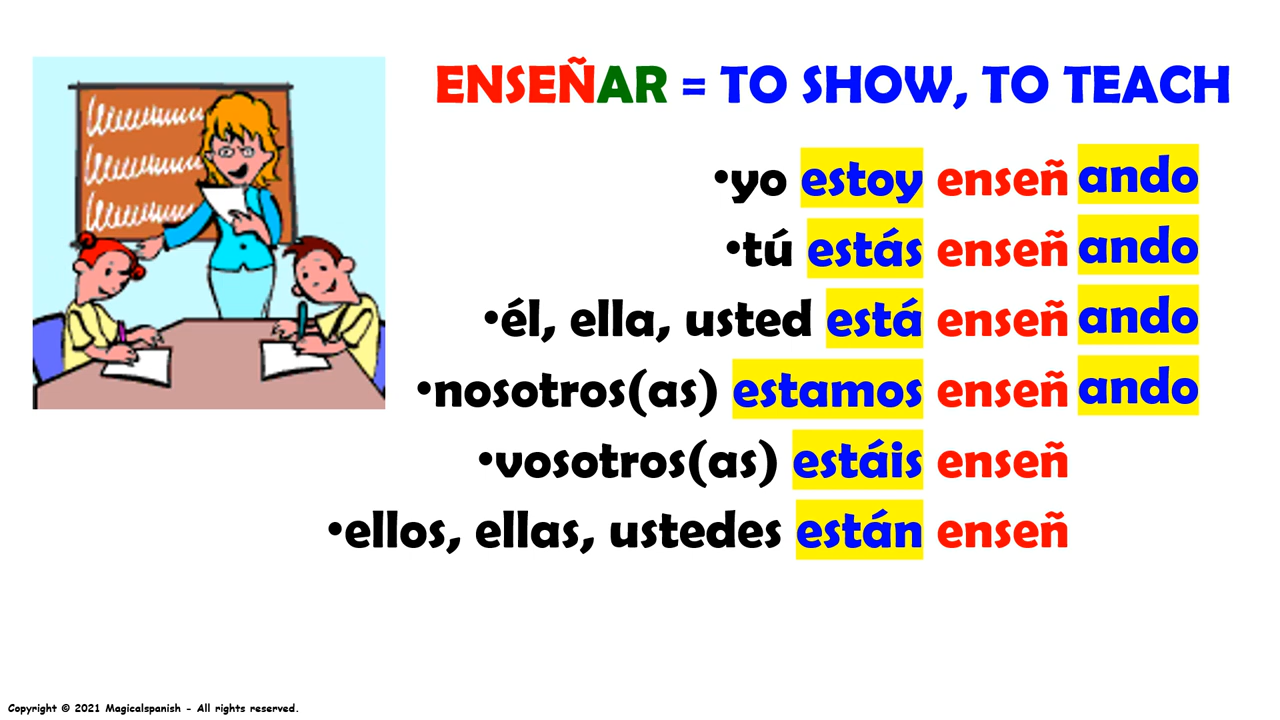 ENSEÑAR = TO SHOW, TO TEACH
•yo estoy enseñ ando
•tú estás enseñ ando
•él, ella, usted está enseñ ando
•nosotros(as) estamos enseñ ando
•vosotros(as) estáis enseñ
•ellos, ellas, ustedes están enseñ
Copyright © 2021 Magicalspanish - All rights reserved.